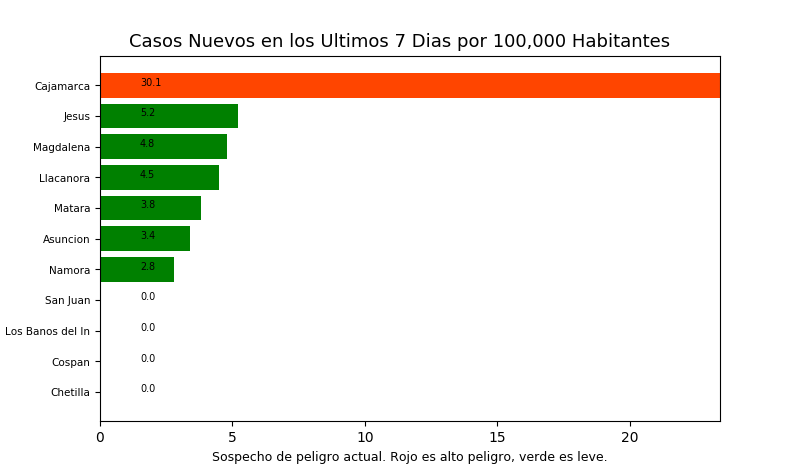 Casos Nuevos en los Ultimos 7 Dias por 100,000 Habitantes
Cajamarca 30.1
Jesus 5.2
Magdalena 4.8
Llacanora 4.5
Matara 3.8
Asuncion 3.4
Namora 2.8
San Juan 0.0
Los Banos del In 0.0
Cospan 0.0
Chetilla 0.0
0 5 10 15 20
Sospecho de peligro actual. Rojo es alto peligro, verde es leve.